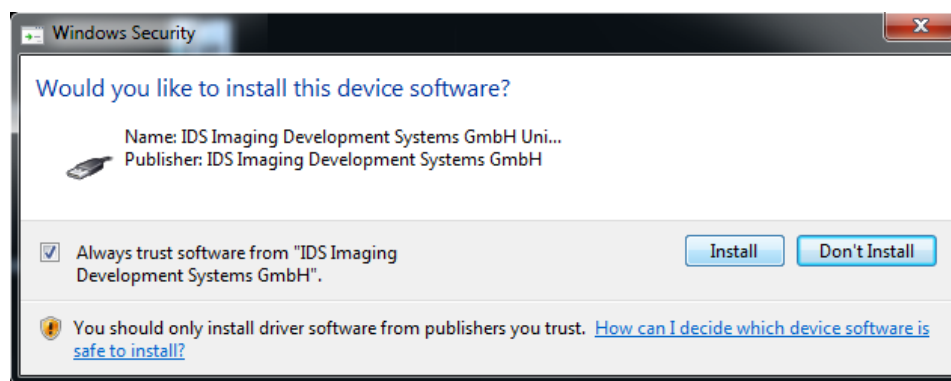 Windows Security
Would you like to install this device software?
Name: IDS Imaging Development Systems GmbH Uni...
Publisher: IDS Imaging Development Systems GmbH
Always trust software from "IDS Imaging
Development Systems GmbH".
Install
Don't Install
You should only install driver software from publishers you trust. How can I decide which device software is
safe to install?